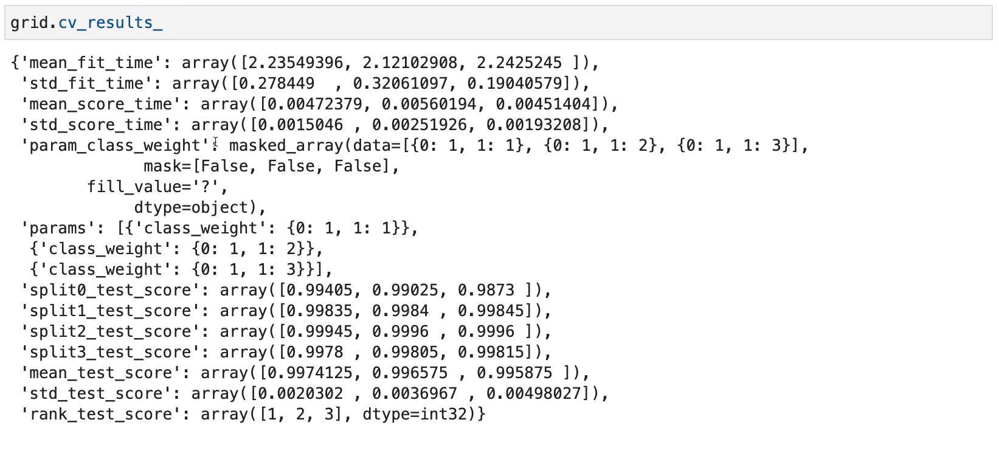 grid.cv_results_
{'mean_fit_time': array([2.23549396, 2.12102908, 2.2425245 ]),
 'std_fit_time': array([0.278449  , 0.32061097, 0.19040579]),
 'mean_score_time': array([0.00472379, 0.00560194, 0.00451404]),
 'std_score_time': array([0.0015046 , 0.00251926, 0.00193208]),
 'param_class_weight': masked_array(data=[{0: 1, 1: 1}, {0: 1, 1: 2}, {0: 1, 1: 3}],
              mask=[False, False, False],
        fill_value='?',
             dtype=object),
 'params': [{'class_weight': {0: 1, 1: 1}},
  {'class_weight': {0: 1, 1: 2}},
  {'class_weight': {0: 1, 1: 3}}],
 'split0_test_score': array([0.99405, 0.99025, 0.9873 ]),
 'split1_test_score': array([0.99835, 0.9984 , 0.99845]),
 'split2_test_score': array([0.99945, 0.9996 , 0.9996 ]),
 'split3_test_score': array([0.9978 , 0.99805, 0.99815]),
 'mean_test_score': array([0.9974125, 0.996575 , 0.995875 ]),
 'std_test_score': array([0.0020302 , 0.0036967 , 0.00498027]),
 'rank_test_score': array([1, 2, 3], dtype=int32)}